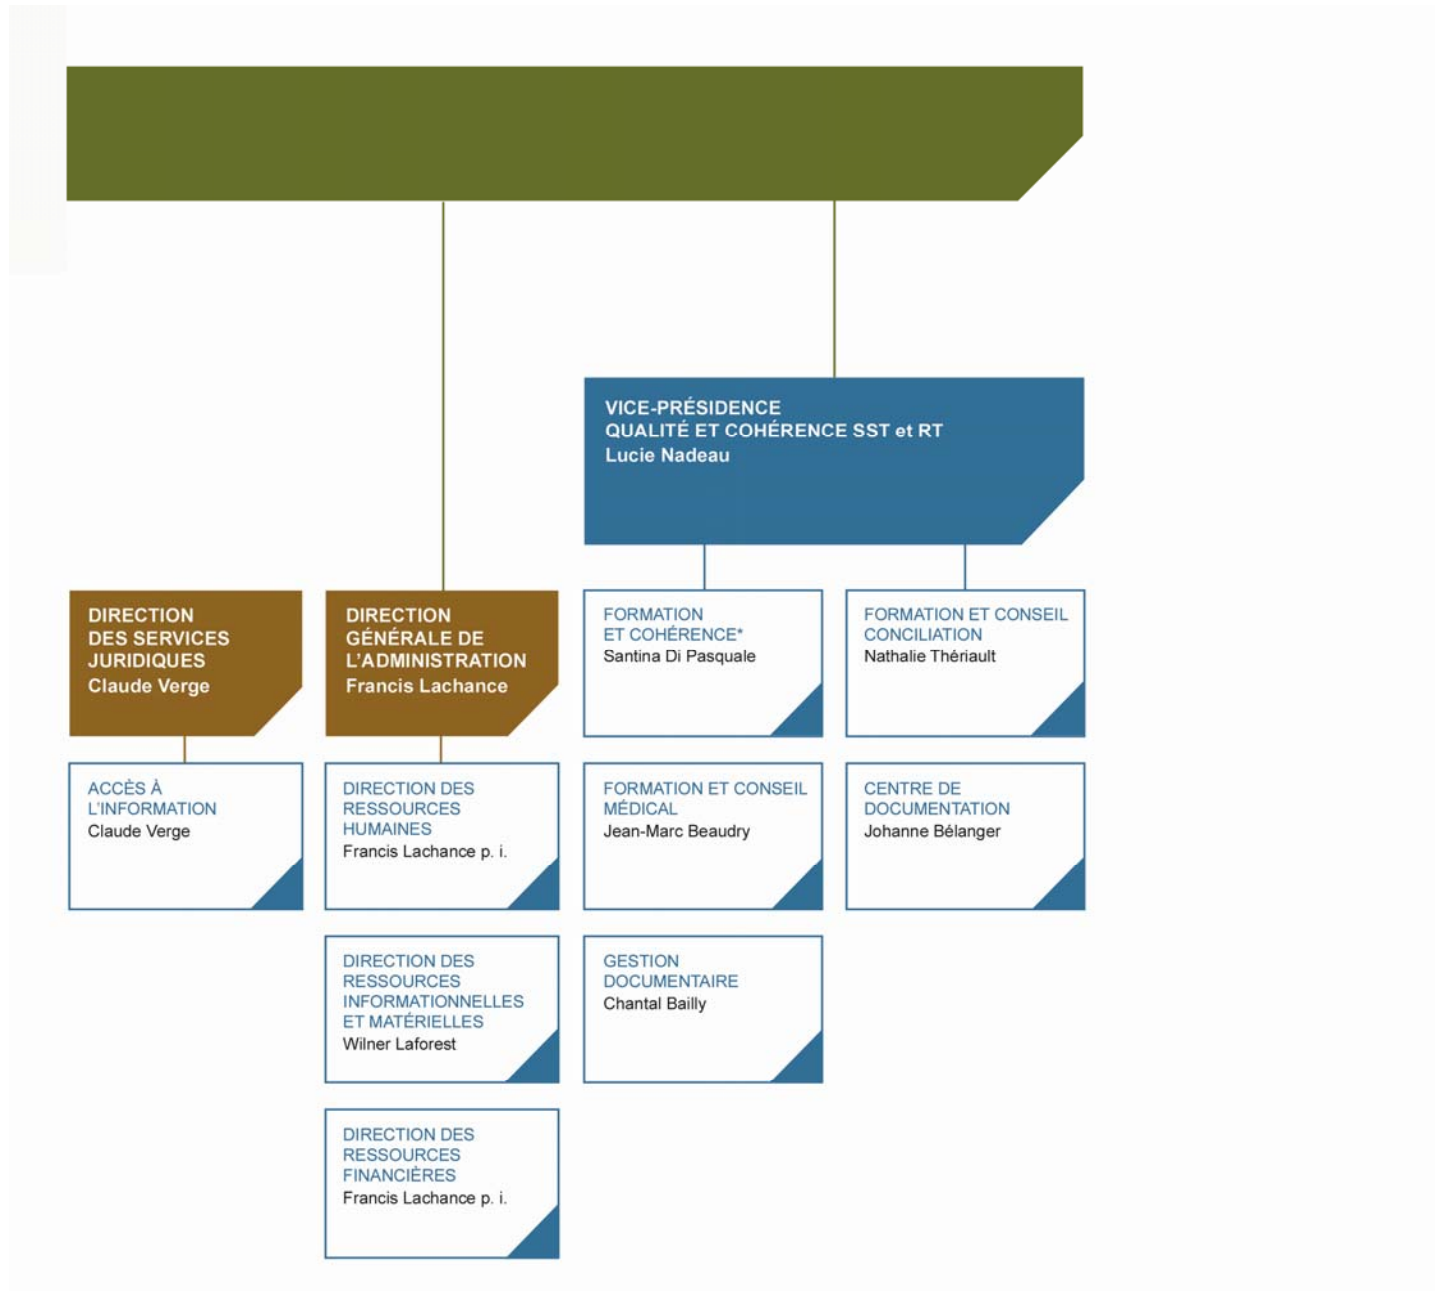 VICE-PRÉSIDENCE
QUALITÉ ET COHÉRENCE SST et RT
Lucie Nadeau
DIRECTION
DES SERVICES
JURIDIQUES
Claude Verge
DIRECTION
GÉNÉRALE DE
L'ADMINISTRATION
Francis Lachance
FORMATION
ET COHÉRENCE*
Santina Di Pasquale
FORMATION ET CONSEIL
CONCILIATION
Nathalie Thériault
ACCÈS À
L'INFORMATION
Claude Verge
DIRECTION DES
RESSOURCES
HUMAINES
Francis Lachance p. i.
FORMATION ET CONSEIL
MÉDICAL
Jean-Marc Beaudry
CENTRE DE
DOCUMENTATION
Johanne Bélanger
DIRECTION DES
RESSOURCES
INFORMATIONNELLES
ET MATÉRIELLES
Wilner Laforest
GESTION
DOCUMENTAIRE
Chantal Bailly
DIRECTION DES
RESSOURCES
FINANCIÈRES
Francis Lachance p. i.